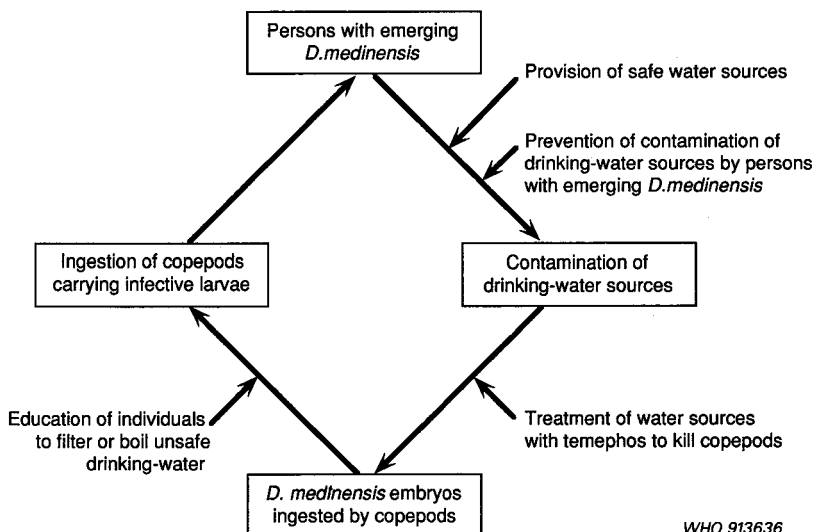 Persons with emerging
D.medinensis
Provision of safe water sources
Prevention of contamination of
drinking-water sources by persons
with emerging D.medinensis
Ingestion of copepods
carrying infective larvae
Contamination of
drinking-water sources
Education of individuals
to filter or boil unsafe
drinking-water
Treatment of water sources
with temephos to kill copepods
D. medinensis embryos
ingested by copepods
WHO 913636